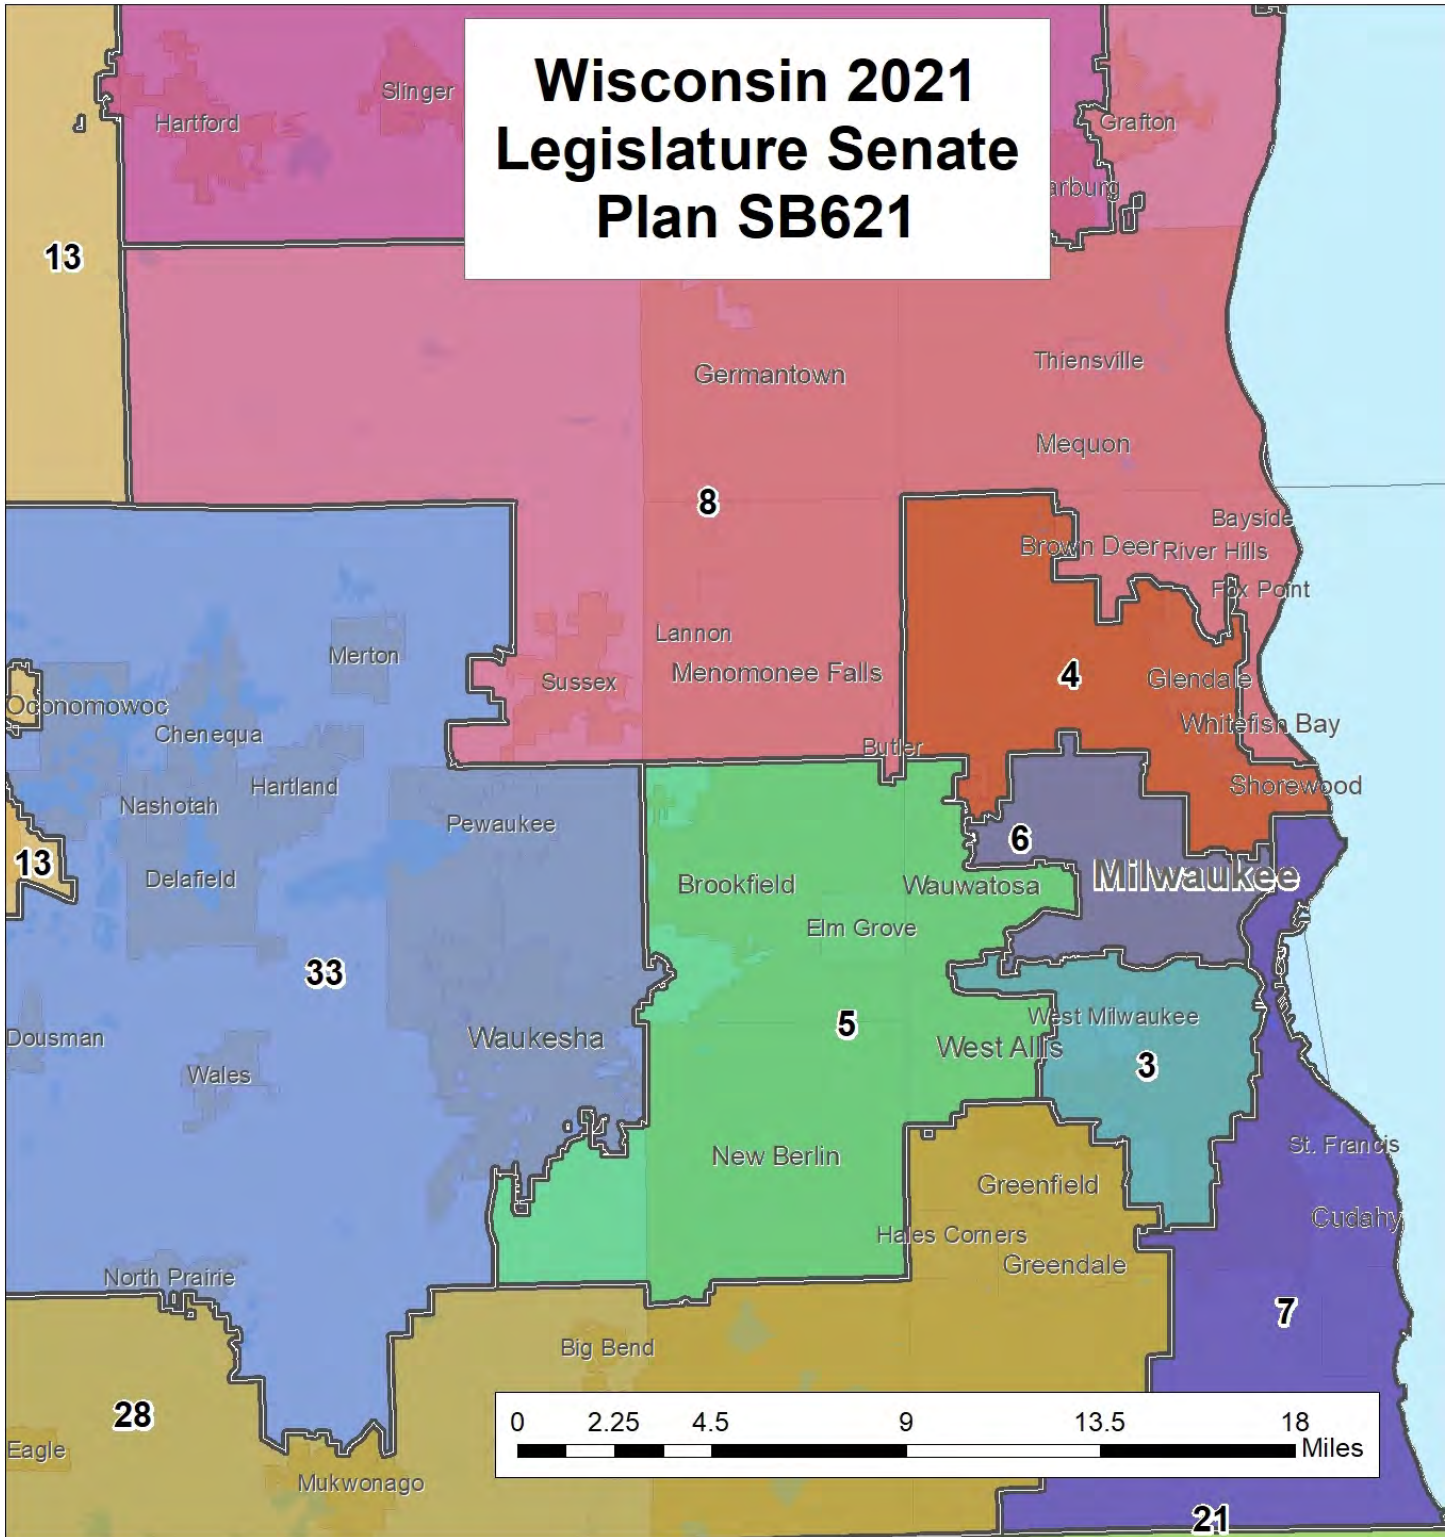 Wisconsin 2021
Legislature Senate
Plan SB621
Slinger
Hartford
Grafton
arburg
13
Thiensville
Germantown
Mequon
8
Bayside
Brown Deer
River Hills
Fox Point
Lannon
Merton
Menomonee Falls
4
Glendale
Sussex
Oconomowoc
Whitefish Bay
Chenequa
Butler
Hartland
Shorewood
Nashotah
Pewaukee
6
13
Milwaukee
Delafield
Brookfield
Wauwatosa
Elm Grove
33
West Milwaukee
5
Dousman
Waukesha
West Allis
3
Wales
St. Francis
New Berlin
Greenfield
Cudahy
Hales Corners
Greendale
North Prairie
7
Big Bend
28
0 2.25 4.5 9 13.5 18
Miles
Eagle
Mukwonago
21